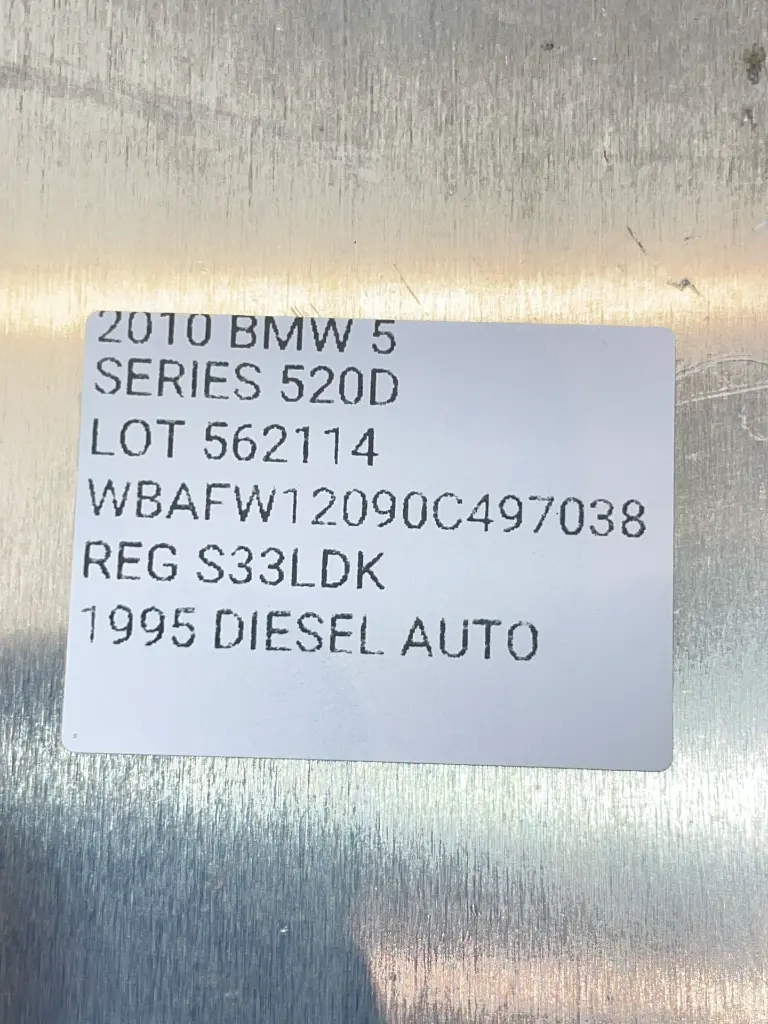 2010 BMW 5
SERIES 520D
LOT 562114
WBAFW12090C497038
REG S33LDK
1995 DIESEL AUTO